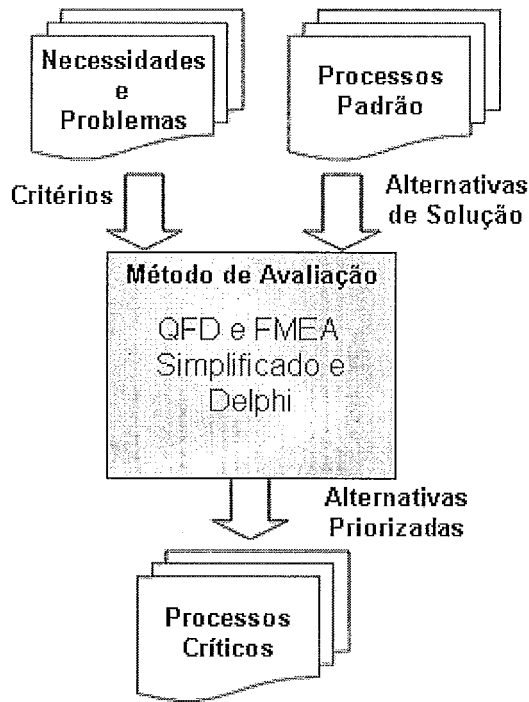 Necessidades
e
Problemas
Processos
Padrão
Critérios
Alternativas
de Solução
Método de Avaliação
QFD e FMEA
Simplificado e
Delphi
Alternativas
Priorizadas
Processos
Críticos